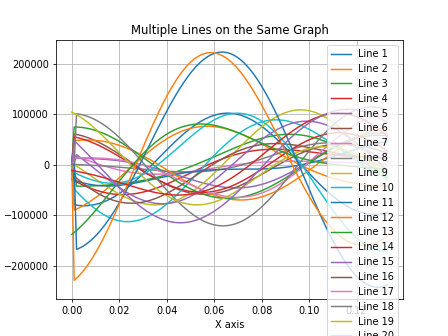 Multiple Lines on the Same Graph
200000
100000
0
−100000
−200000
0.00
0.02
0.04
0.06
0.08
0.10
X axis
Line 1
Line 2
Line 3
Line 4
Line 5
Line 6
Line 7
Line 8
Line 9
Line 10
Line 11
Line 12
Line 13
Line 14
Line 15
Line 16
Line 17
Line 18
Line 19
Line 20